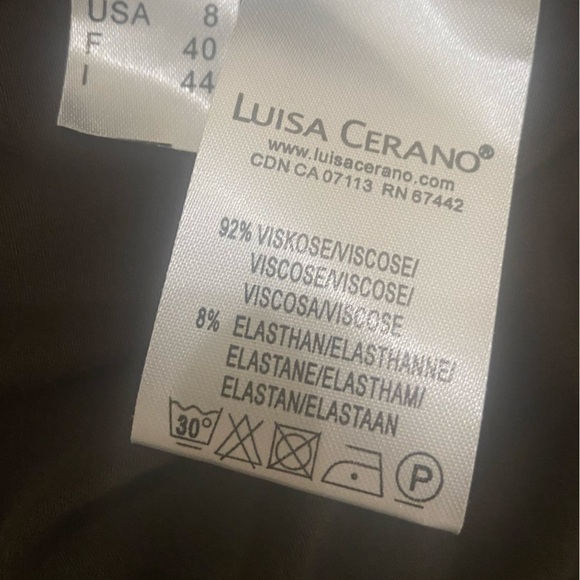 USA 8
F 40
I 44
LUISA CERANO®
www.luisacerano.com
CDN CA 07113 RN 67442
92% VISKOSE/VISCOSE/
VISCOSE/VISCOSE/
VISCOSA/VISCOSE
8% ELASTHAN/ELASTHANNE/
ELASTANE/ELASTHAM/
ELASTAN/ELASTAAN
30°
P